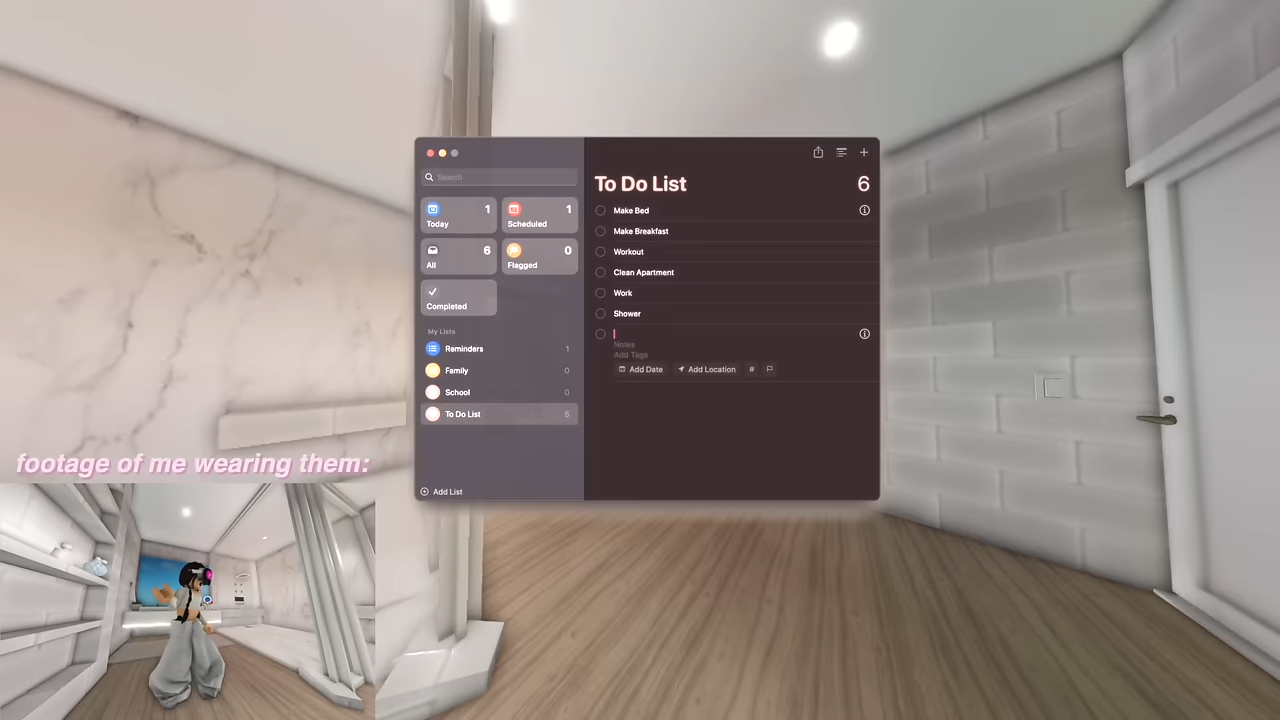 Search
Today 1
Scheduled 1
All 6
Flagged 0
Completed
My Lists
Reminders 1
Family 0
School 0
To Do List 6
Add List
To Do List 6
Make Bed
Make Breakfast
Workout
Clean Apartment
Work
Shower
Notes
Add Tags
Add Date Add Location #
footage of me wearing them: